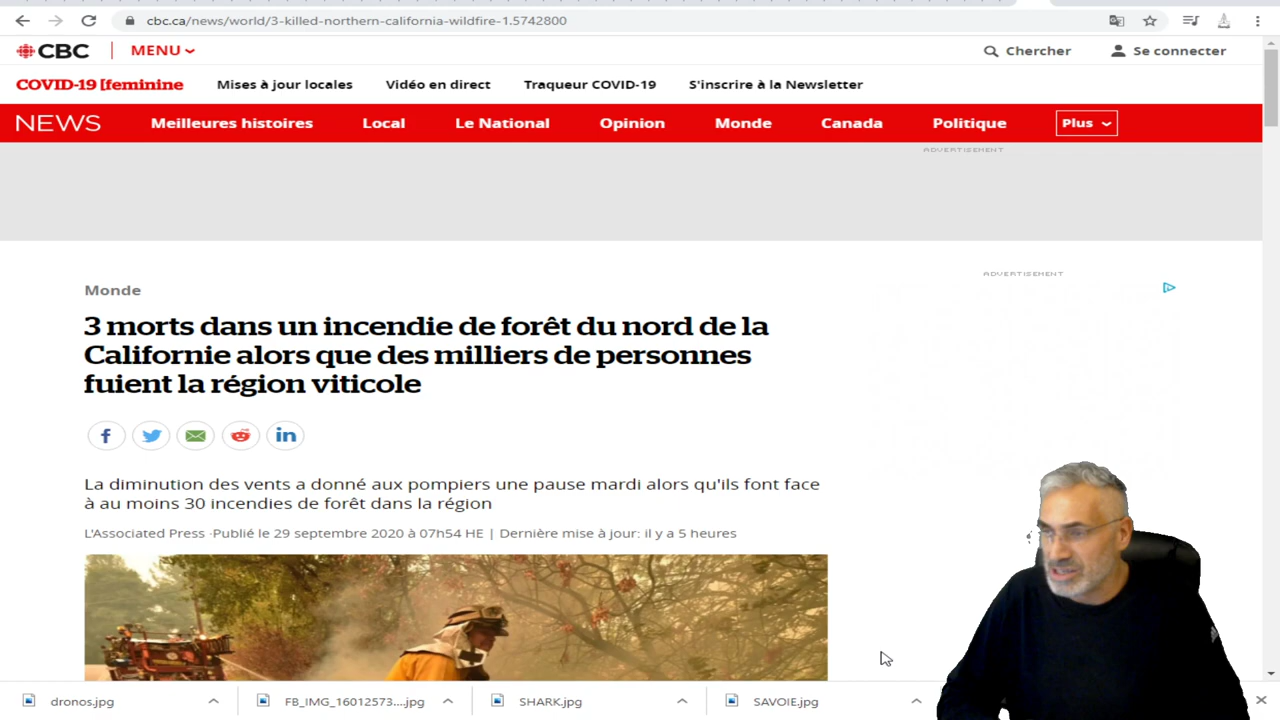 cbc.ca/news/world/3-killed-northern-california-wildfire-1.5742800
CBC MENU Chercher Se connecter
COVID-19 [feminine Mises à jour locales Vidéo en direct Traqueur COVID-19 S'inscrire à la Newsletter
NEWS Meilleures histoires Local Le National Opinion Monde Canada Politique Plus
ADVERTISEMENT
ADVERTISEMENT
Monde
3 morts dans un incendie de forêt du nord de la
Californie alors que des milliers de personnes
fuient la région viticole
La diminution des vents a donné aux pompiers une pause mardi alors qu'ils font face
à au moins 30 incendies de forêt dans la région
L'Associated Press ·Publié le 29 septembre 2020 à 07h54 HE | Dernière mise à jour: il y a 5 heures
dronos.jpg FB_IMG_16012573....jpg SHARK.jpg SAVOIE.jpg